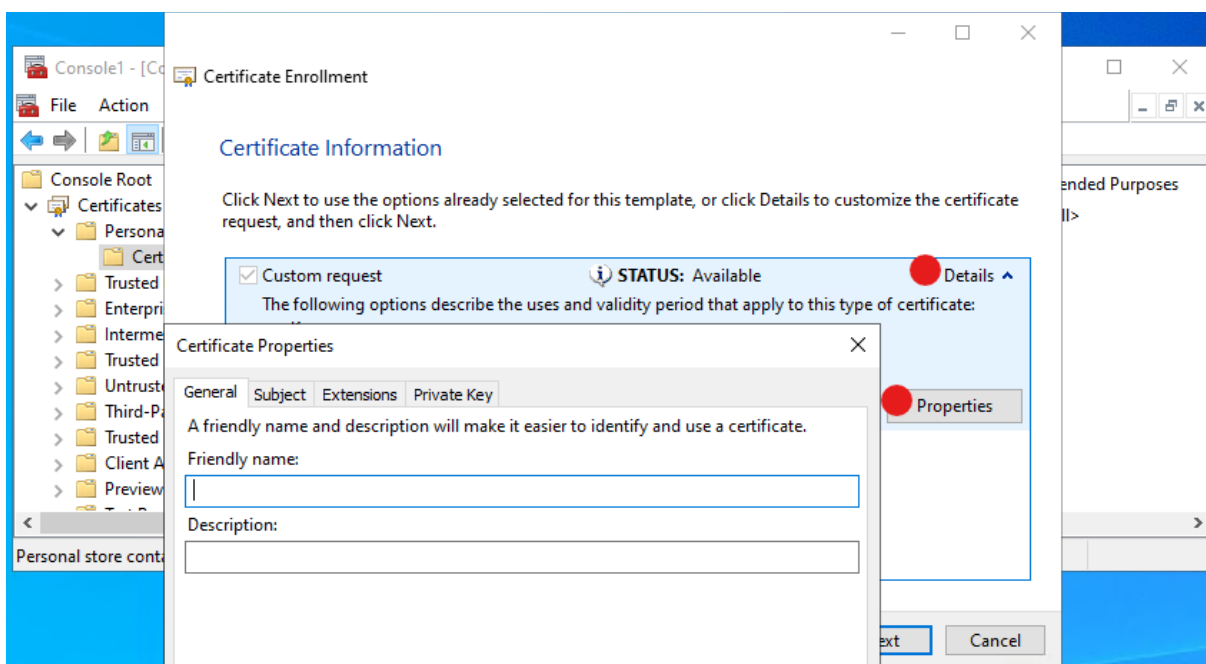 Console1 - [Co
Certificate Enrollment
File Action
Certificate Information
Console Root
Click Next to use the options already selected for this template, or click Details to customize the certificate
request, and then click Next.
ended Purposes
ll>
Certificates
Persona
Cert
Trusted
Enterpri
Interme
Trusted
Untruste
Third-Pa
Trusted
Client A
Preview
Custom request
STATUS: Available
Details
The following options describe the uses and validity period that apply to this type of certificate:
Properties
Certificate Properties
General Subject Extensions Private Key
A friendly name and description will make it easier to identify and use a certificate.
Friendly name:
Description:
Personal store conta
ext
Cancel